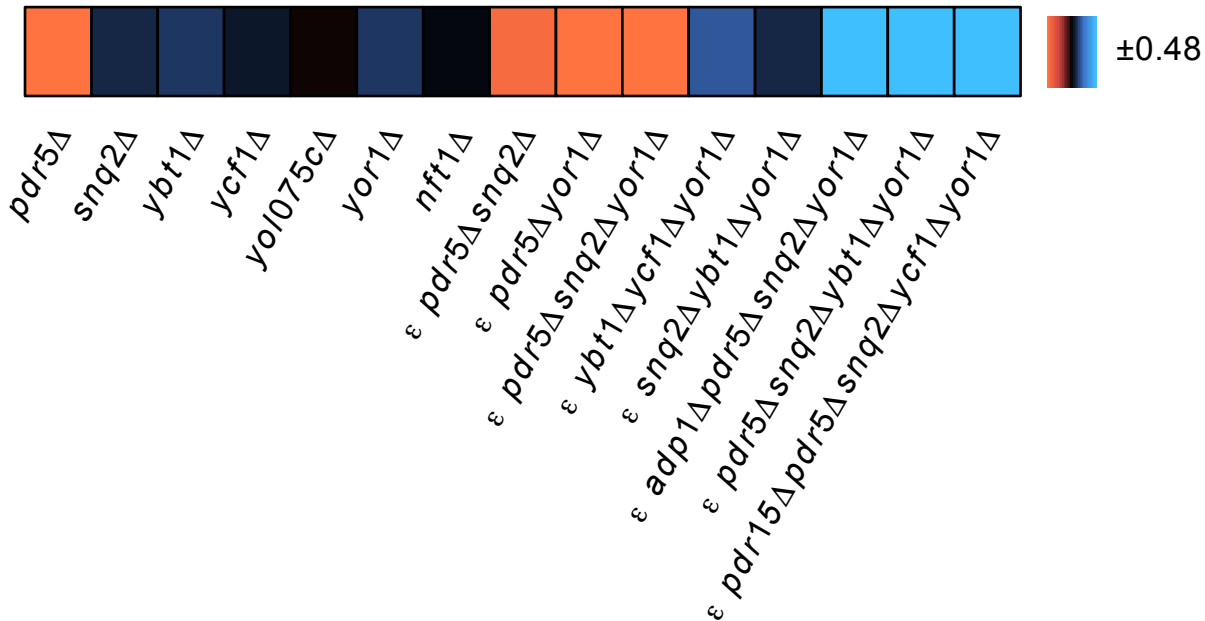 ±0.48
pdr5Δ
snq2Δ
ybt1Δ
ycf1Δ
yol075cΔ
yor1Δ
nft1Δ
ε pdr5Δsnq2Δ
ε pdr5Δyor1Δ
ε pdr5Δsnq2Δyor1Δ
ε ybt1Δycf1Δyor1Δ
ε snq2Δybt1Δyor1Δ
ε adp1Δpdr5Δsnq2Δyor1Δ
ε pdr5Δsnq2Δybt1Δyor1Δ
ε pdr15Δpdr5Δsnq2Δycf1Δyor1Δ